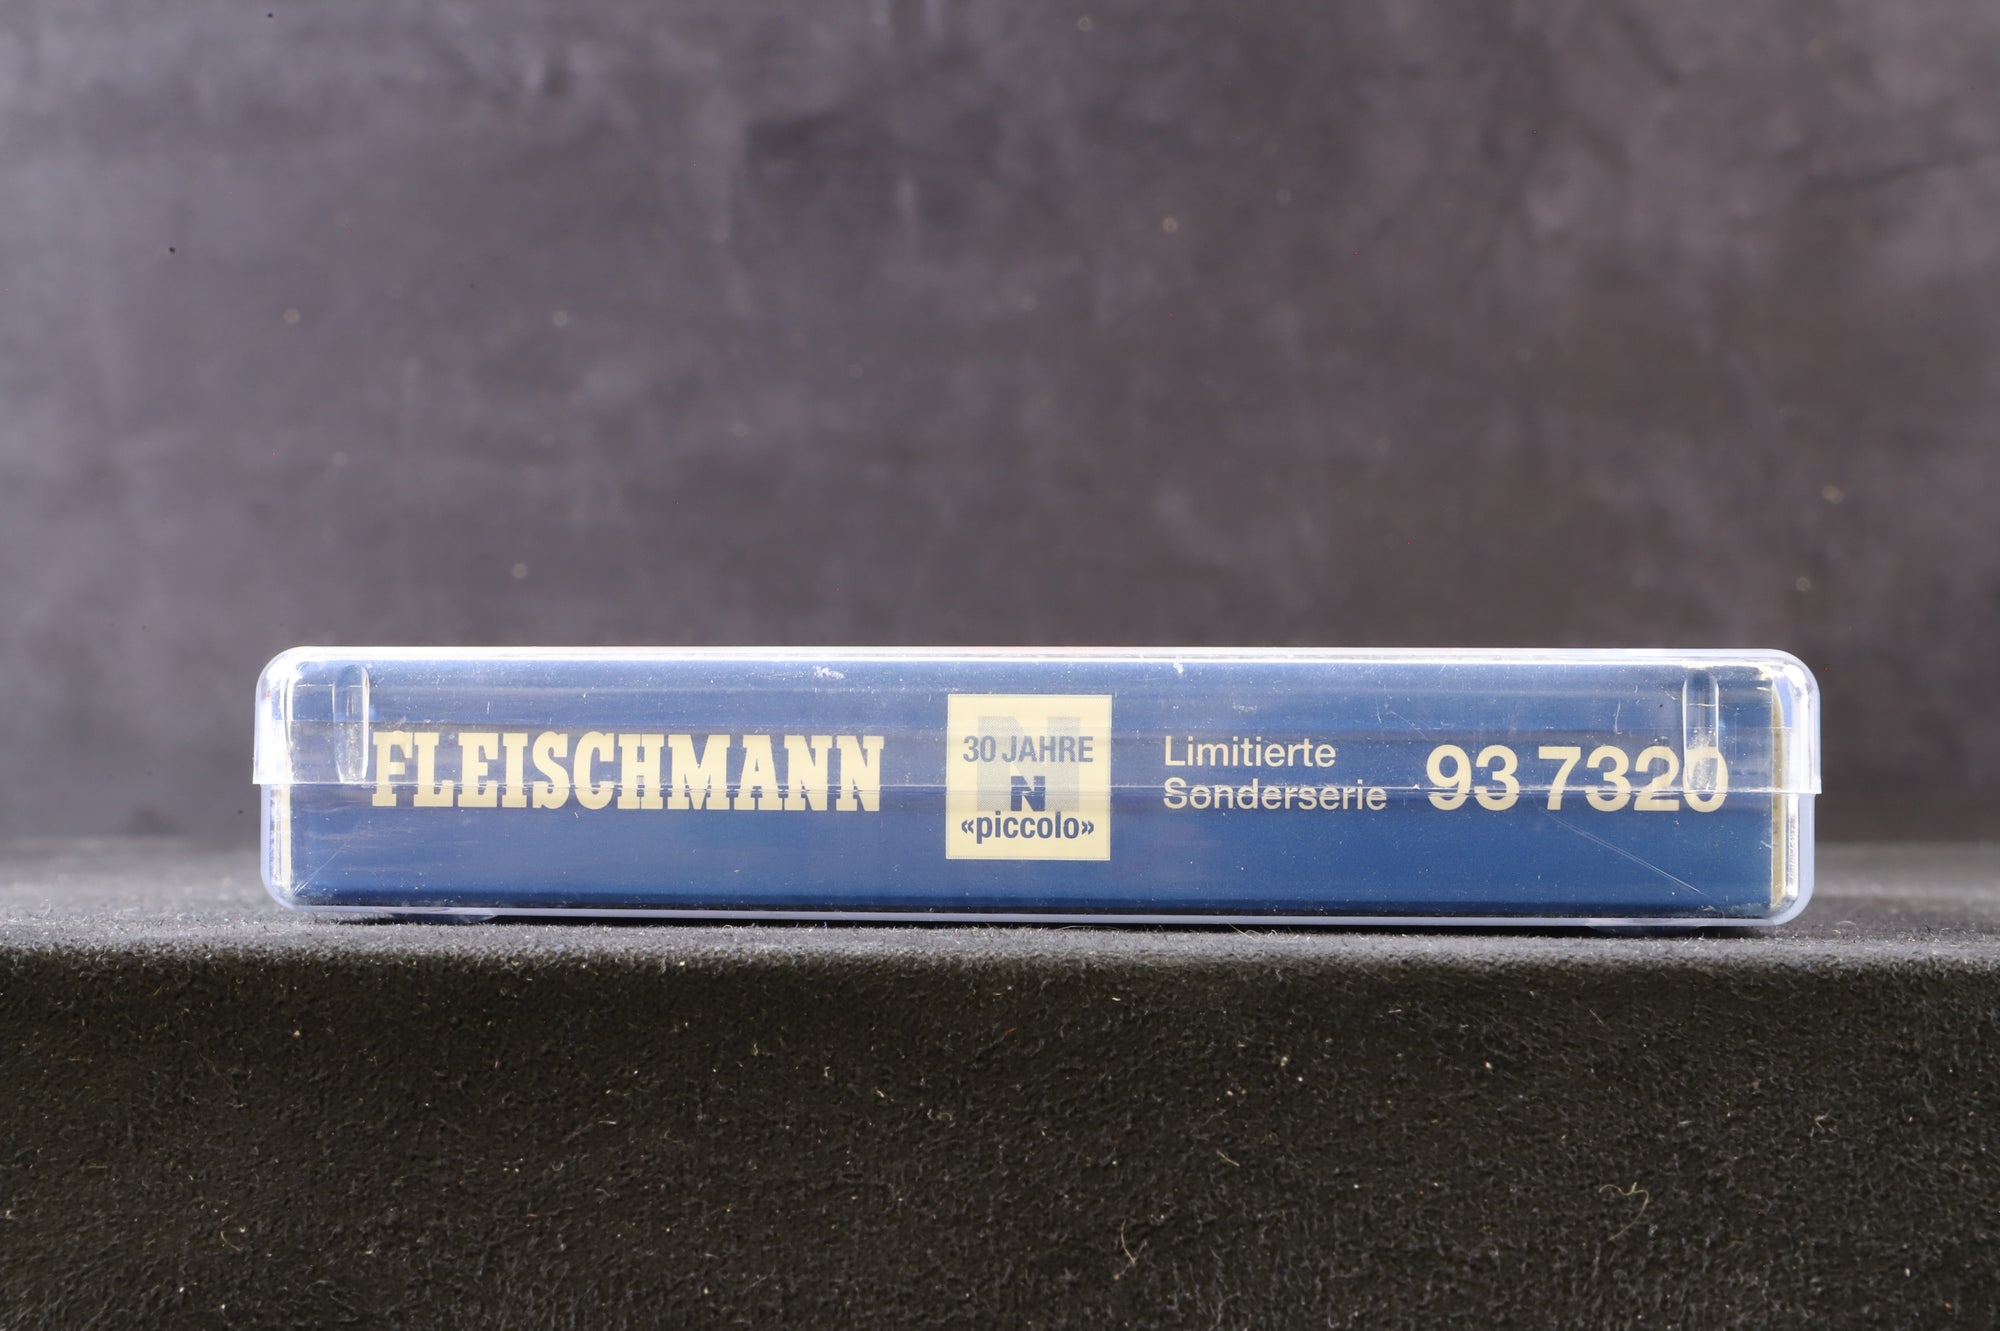 FLEISCHMANN
30 JAHRE
N
«piccolo»
Limitierte
Sonderserie
93 7320